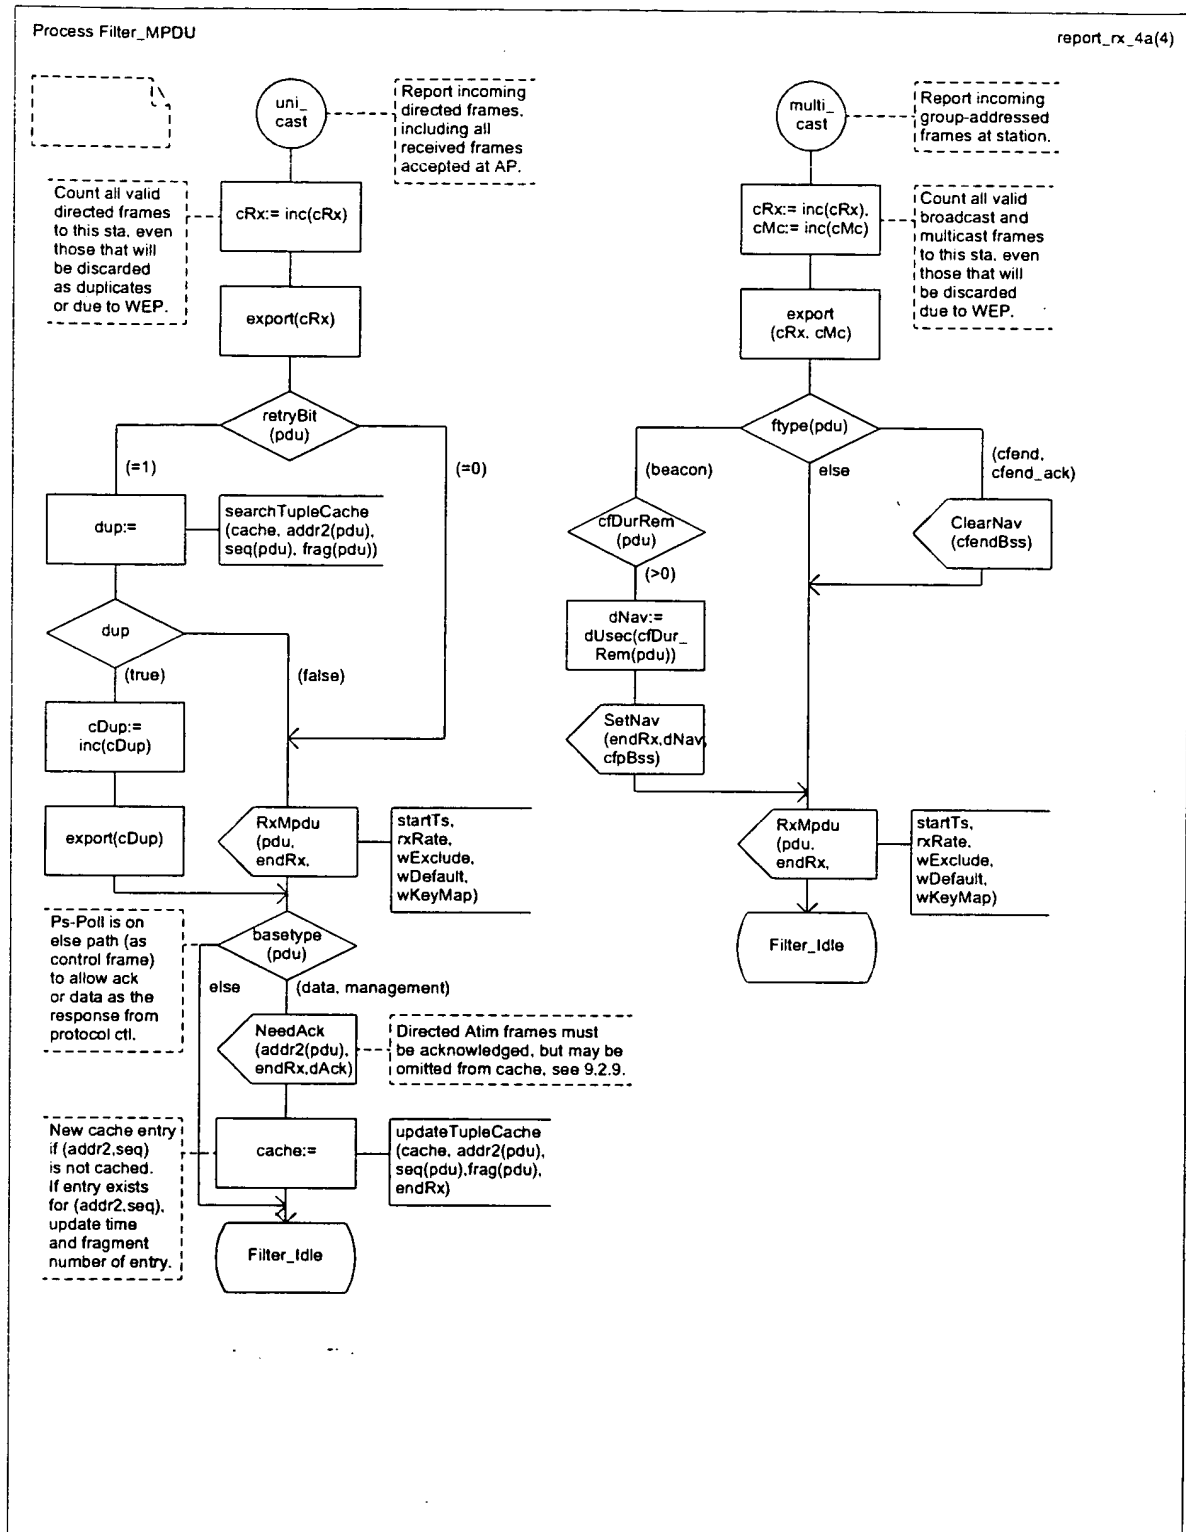 Process Filter_MPDU
report_rx_4a(4)
uni_
cast
Report incoming
directed frames,
including all
received frames
accepted at AP.
Count all valid
directed frames
to this sta, even
those that will
be discarded
as duplicates
or due to WEP.
cRx:= inc(cRx)
export(cRx)
retryBit
(pdu)
(=1)
(=0)
dup:=
searchTupleCache
(cache, addr2(pdu),
seq(pdu), frag(pdu))
dup
(true)
(false)
cDup:=
inc(cDup)
export(cDup)
RxMpdu
(pdu,
endRx,
startTs,
rxRate,
wExclude,
wDefault,
wKeyMap)
Ps-Poll is on
else path (as
control frame)
to allow ack
or data as the
response from
protocol ctl.
basetype
(pdu)
else
(data, management)
NeedAck
(addr2(pdu),
endRx,dAck)
Directed Atim frames must
be acknowledged, but may be
omitted from cache, see 9.2.9.
New cache entry
if (addr2,seq)
is not cached.
If entry exists
for (addr2,seq),
update time
and fragment
number of entry.
cache:=
updateTupleCache
(cache, addr2(pdu),
seq(pdu),frag(pdu),
endRx)
Filter_Idle
multi_
cast
Report incoming
group-addressed
frames at station.
cRx:= inc(cRx),
cMc:= inc(cMc)
Count all valid
broadcast and
multicast frames
to this sta, even
those that will
be discarded
due to WEP.
export
(cRx, cMc)
ftype(pdu)
(beacon)
else
(cfend,
cfend_ack)
cfDurRem
(pdu)
(>0)
ClearNav
(cfendBss)
dNav:=
dUsec(cfDur_
Rem(pdu))
SetNav
(endRx,dNav,
cfpBss)
RxMpdu
(pdu,
endRx,
startTs,
rxRate,
wExclude,
wDefault,
wKeyMap)
Filter_Idle